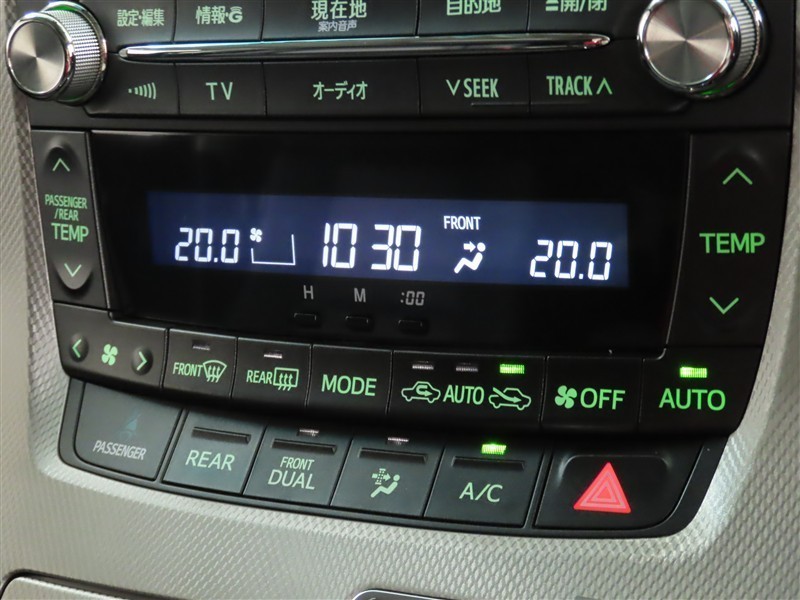 設定・編集 情報・G 現在地 目的地 開/閉
案内音声
TV オーディオ ∨SEEK TRACK∧
PASSENGER
/REAR
TEMP
20.0 10 30 FRONT 20.0
TEMP
H M :00
FRONT REAR MODE AUTO OFF AUTO
PASSENGER REAR FRONT
DUAL A/C